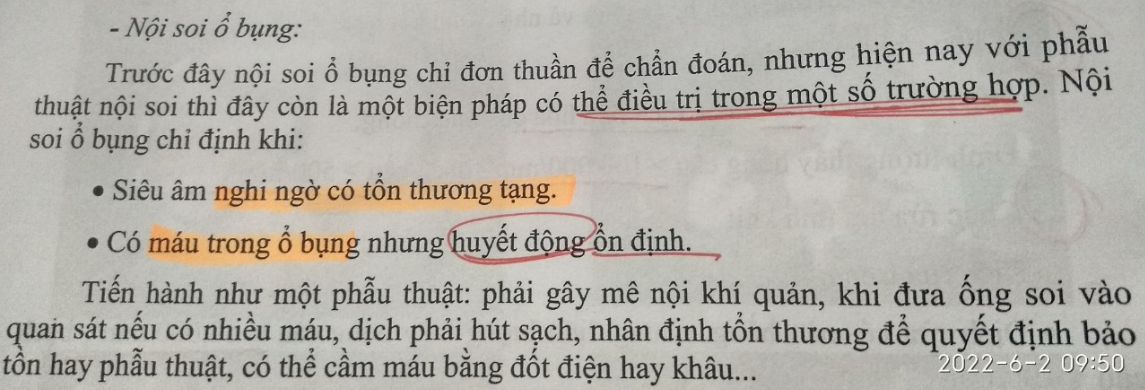 - Nội soi ổ bụng:
Trước đây nội soi ổ bụng chỉ đơn thuần để chẩn đoán, nhưng hiện nay với phẫu
thuật nội soi thì đây còn là một biện pháp có thể điều trị trong một số trường hợp. Nội
soi ổ bụng chỉ định khi:
• Siêu âm nghi ngờ có tổn thương tạng.
• Có máu trong ổ bụng nhưng huyết động ổn định.
Tiến hành như một phẫu thuật: phải gây mê nội khí quản, khi đưa ống soi vào
quan sát nếu có nhiều máu, dịch phải hút sạch, nhân định tổn thương để quyết định bảo
tồn hay phẫu thuật, có thể cầm máu bằng đốt điện hay khâu...
2022-6-2 09:50